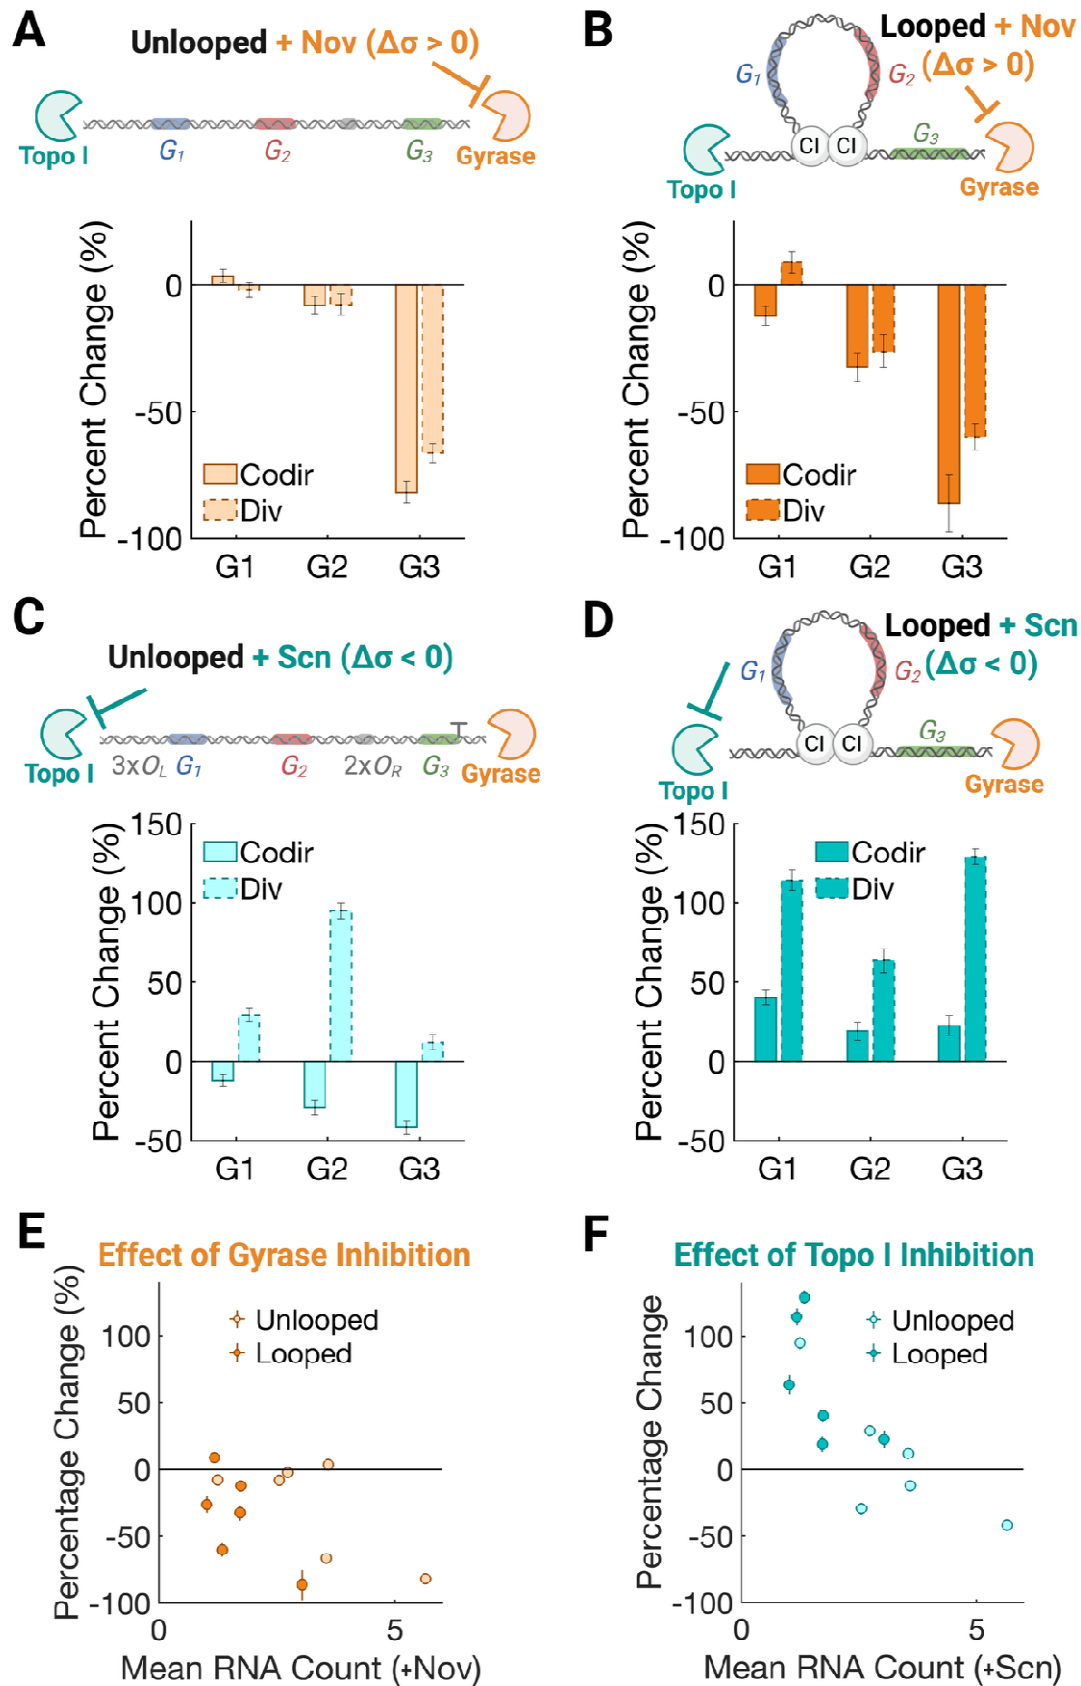 A
Unlooped + Nov (Δσ > 0)
Topo I
G1
G2
G3
Gyrase
Percent Change (%)
0
-50
-100
Codir
Div
G1
G2
G3
B
Looped + Nov
(Δσ > 0)
G1
G2
CI
CI
G3
Topo I
Gyrase
Percent Change (%)
0
-50
-100
Codir
Div
G1
G2
G3
C
Unlooped + Scn (Δσ < 0)
Topo I
3xOL
G1
G2
2xOR
G3
Gyrase
Percent Change (%)
150
100
50
0
-50
Codir
Div
G1
G2
G3
D
Looped + Scn
(Δσ < 0)
G1
G2
CI
CI
G3
Topo I
Gyrase
Percent Change (%)
150
100
50
0
-50
Codir
Div
G1
G2
G3
E
Effect of Gyrase Inhibition
Percentage Change (%)
100
50
0
-50
-100
Unlooped
Looped
0
5
Mean RNA Count (+Nov)
F
Effect of Topo I Inhibition
Percentage Change
100
50
0
-50
-100
Unlooped
Looped
0
5
Mean RNA Count (+Scn)